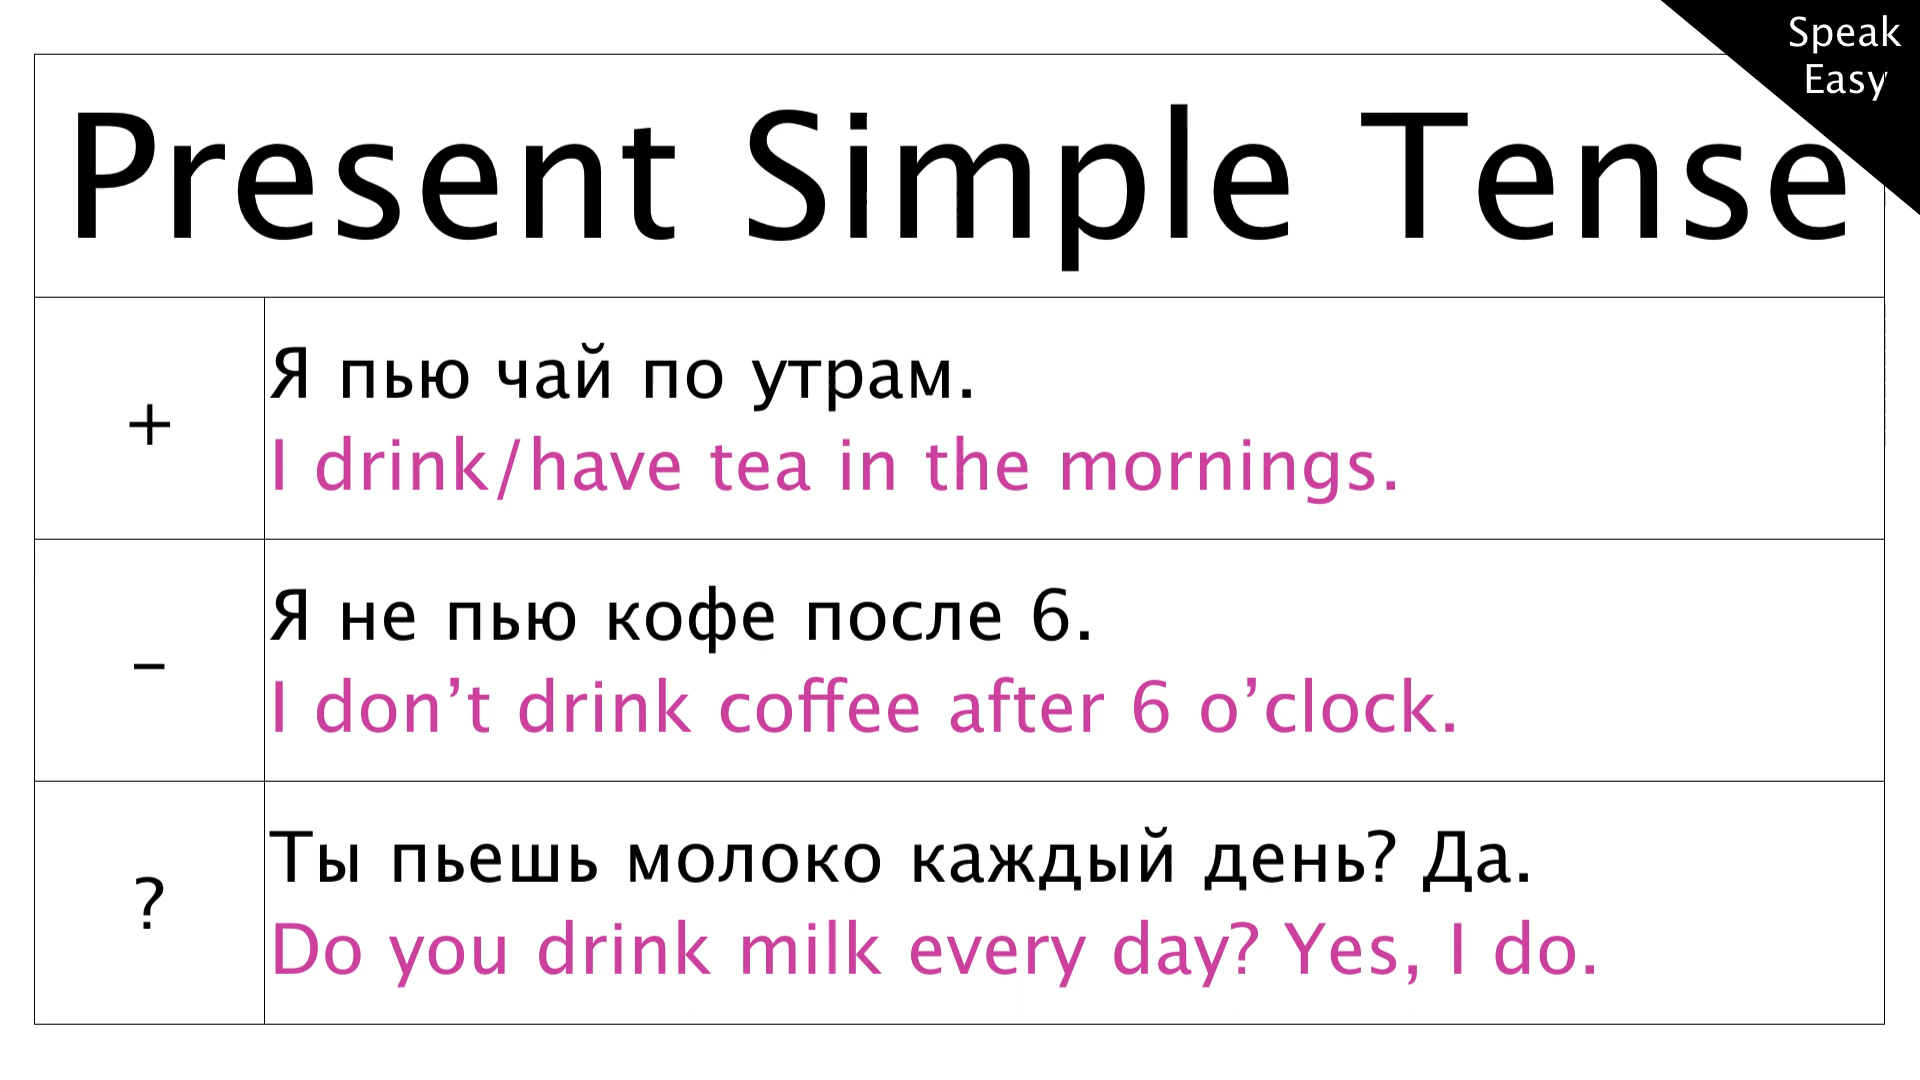 Speak
Easy
Present Simple Tense
+
Я пью чай по утрам.
I drink/have tea in the mornings.
–
Я не пью кофе после 6.
I don’t drink coffee after 6 o’clock.
?
Ты пьешь молоко каждый день? Да.
Do you drink milk every day? Yes, I do.